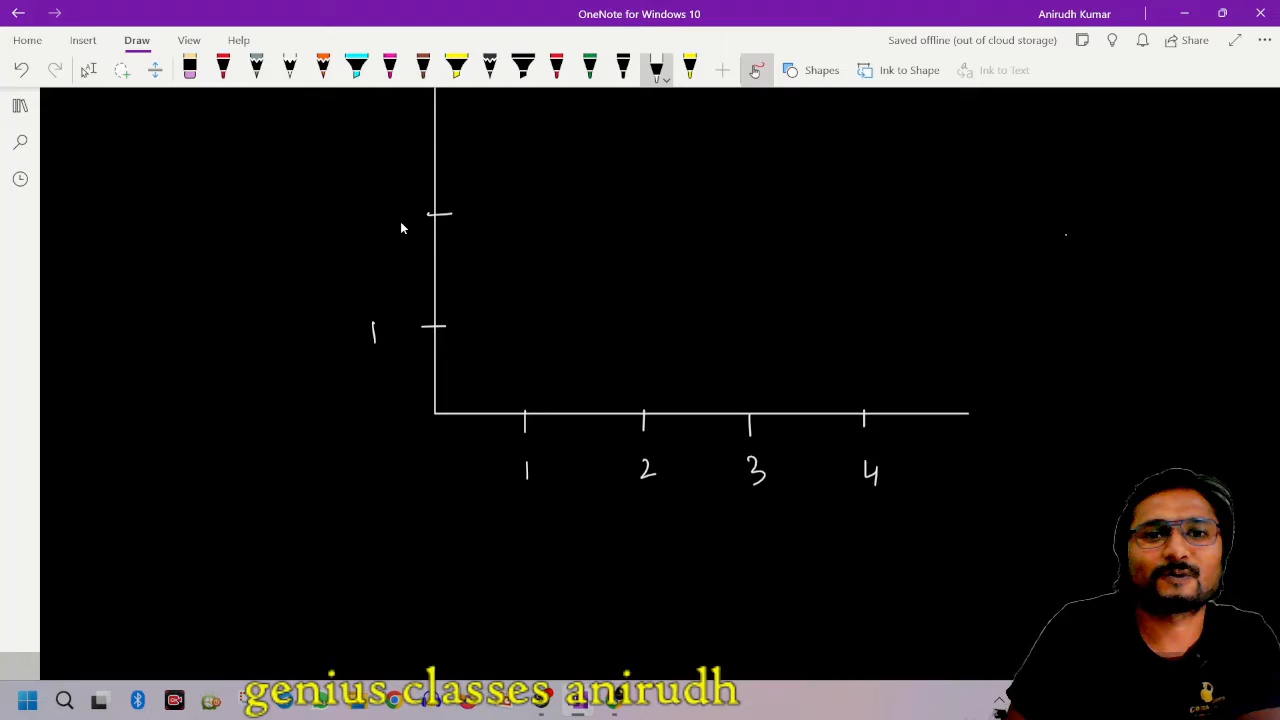 OneNote for Windows 10
Anirudh Kumar
Home Insert Draw View Help
Saved offline (out of cloud storage)
Share
Shapes
Ink to Shape
Ink to Text
1
1 2 3 4
genius classes anirudh